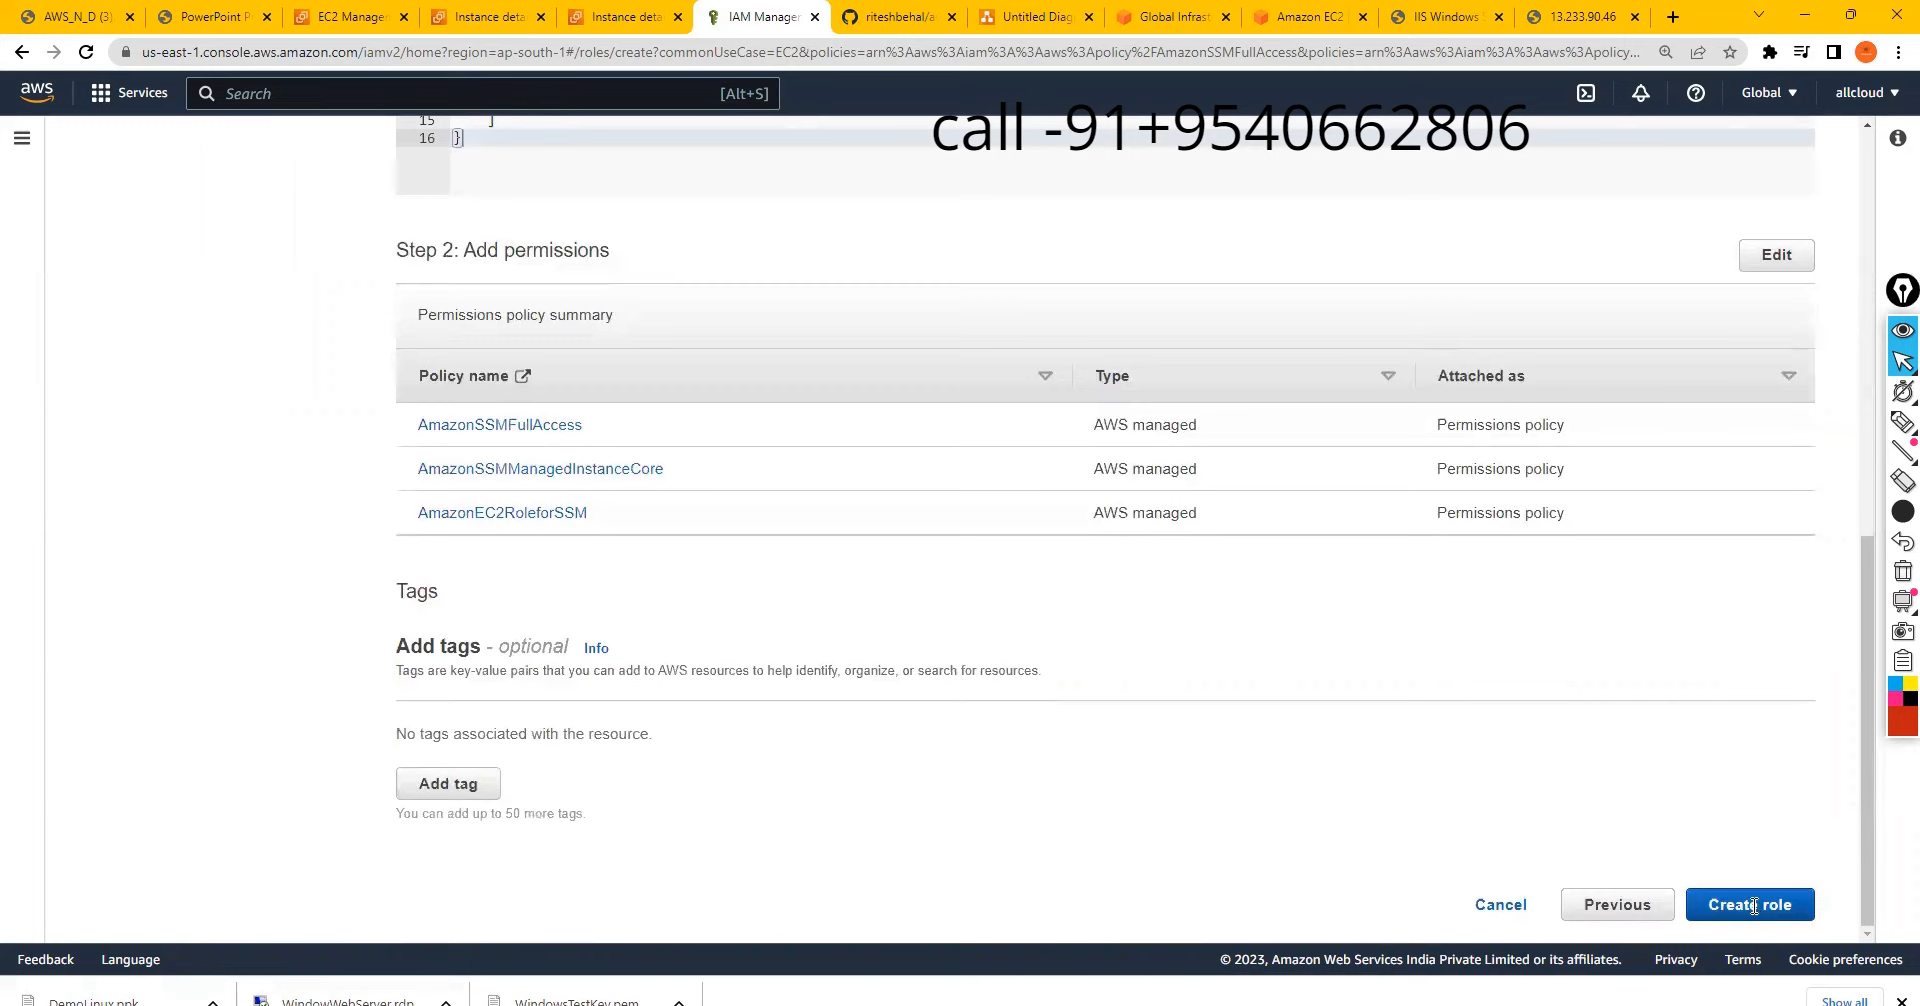 AWS_N_D (3)
PowerPoint P
EC2 Manage
Instance deta
Instance deta
IAM Manager
riteshbehal/a
Untitled Diag
Global Infrast
Amazon EC2
IIS Windows
13.233.90.46
us-east-1.console.aws.amazon.com/iamv2/home?region=ap-south-1#/roles/create?commonUseCase=EC2&policies=arn%3Aaws%3Aiam%3A%3Aaws%3Apolicy%2FAmazonSSMFullAccess&policies=arn%3Aaws%3Aiam%3A%3Aaws%3Apolicy...
aws
Services
Search
[Alt+S]
Global
allcloud
call -91+9540662806
15 ]
16 }
Step 2: Add permissions
Edit
Permissions policy summary
Policy name
Type
Attached as
AmazonSSMFullAccess
AWS managed
Permissions policy
AmazonSSMManagedInstanceCore
AWS managed
Permissions policy
AmazonEC2RoleforSSM
AWS managed
Permissions policy
Tags
Add tags - optional Info
Tags are key-value pairs that you can add to AWS resources to help identify, organize, or search for resources.
No tags associated with the resource.
Add tag
You can add up to 50 more tags.
Cancel
Previous
Create role
Feedback
Language
© 2023, Amazon Web Services India Private Limited or its affiliates.
Privacy
Terms
Cookie preferences
DemoLinux.ppk
WindowWebServer.rdp
WindowsTestKey.pem
Show all